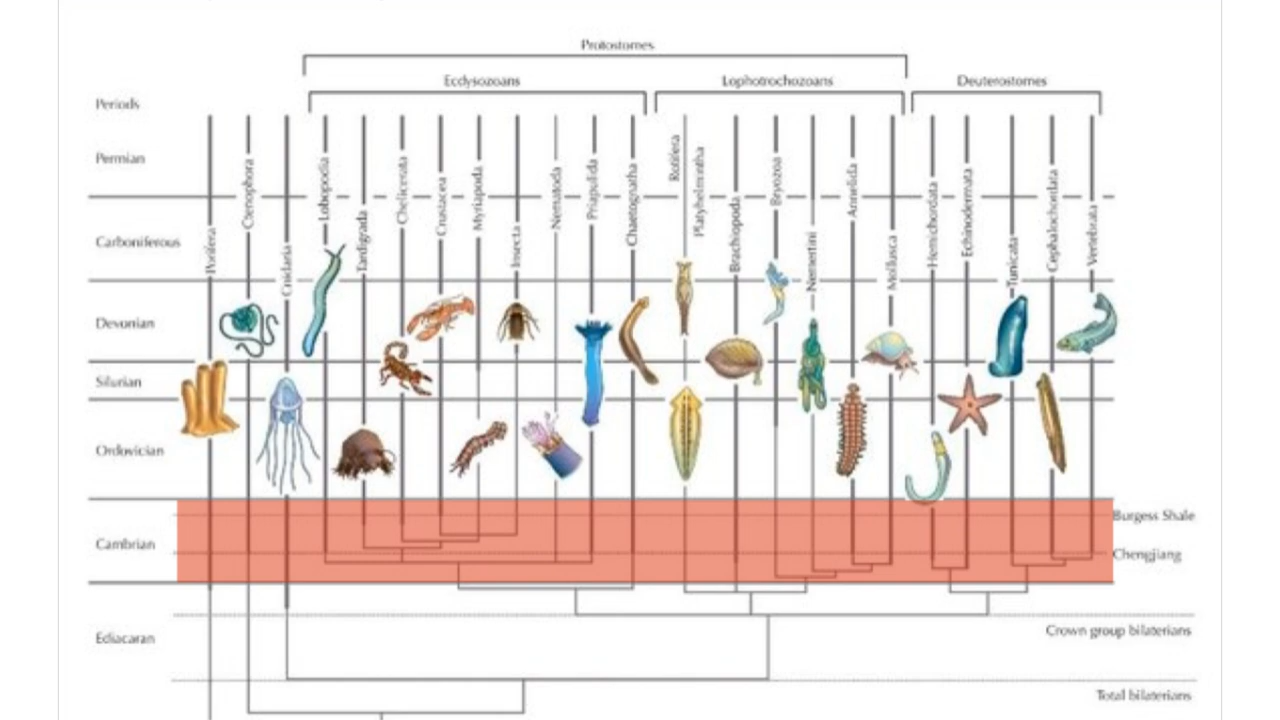 Protostomes
Ecdysozoans
Lophotrochozoans
Deuterostomes
Periods
Permian
Carboniferous
Devonian
Silurian
Ordovician
Cambrian
Ediacaran
Porifera
Ctenophora
Cnidaria
Lobopodia
Tardigrada
Chelicerata
Crustacea
Myriapoda
Insecta
Nematoda
Priapulida
Chaetognatha
Rotifera
Platyhelmintha
Brachiopoda
Bryozoa
Nemertini
Annelida
Mollusca
Hemichordata
Echinodermata
Tunicata
Cephalochordata
Vertebrata
Burgess Shale
Chengjiang
Crown group bilaterians
Total bilaterians